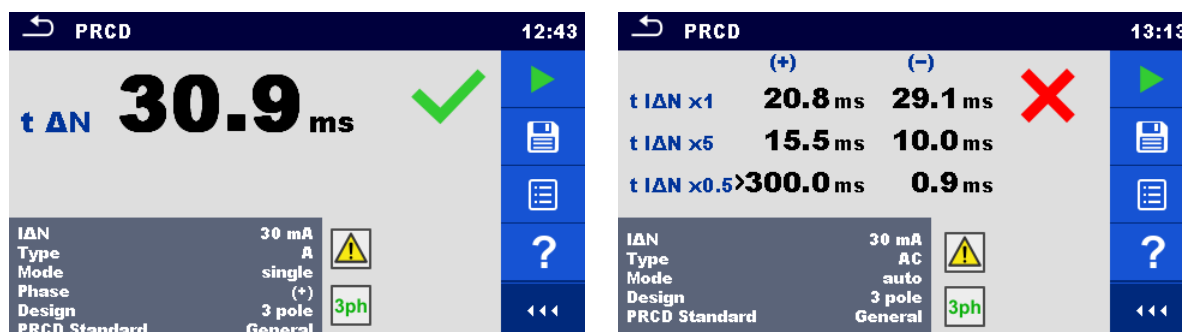 PRCD 12:43
t ΔN 30.9 ms
IΔN 30 mA
Type A
Mode single
Phase (+)
Design 3 pole
PRCD Standard General
3ph
?
PRCD 13:13
(+) (−)
t IΔN x1 20.8 ms 29.1 ms
t IΔN x5 15.5 ms 10.0 ms
t IΔN x0.5 >300.0 ms 0.9 ms
IΔN 30 mA
Type AC
Mode auto
Design 3 pole
PRCD Standard General
3ph
?